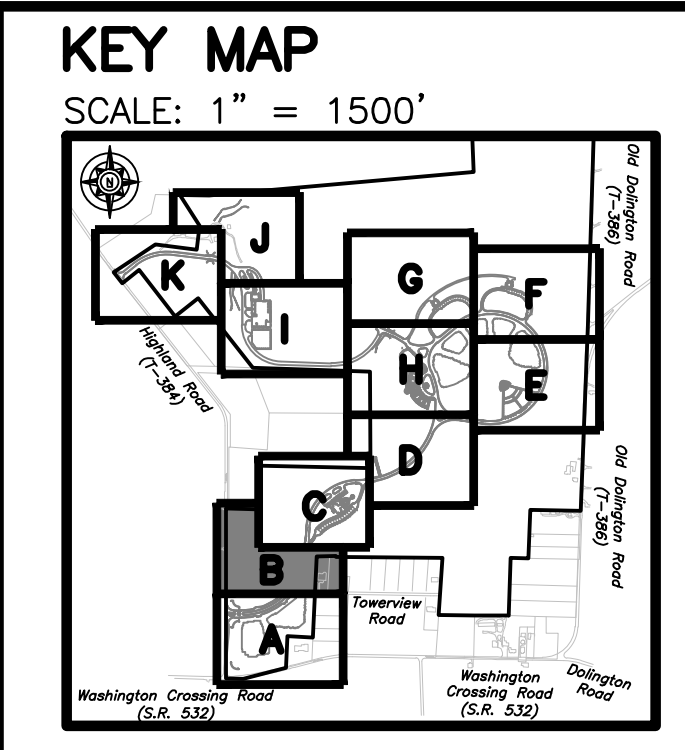 KEY MAP
SCALE: 1" = 1500'
N
Old Dolington Road
(T-386)
J
K
G
F
I
H
E
Highland Road
(T-384)
D
Old Dolington Road
(T-386)
C
B
Towerview
Road
A
Washington Crossing Road
(S.R. 532)
Washington
Crossing Road
(S.R. 532)
Dolington
Road